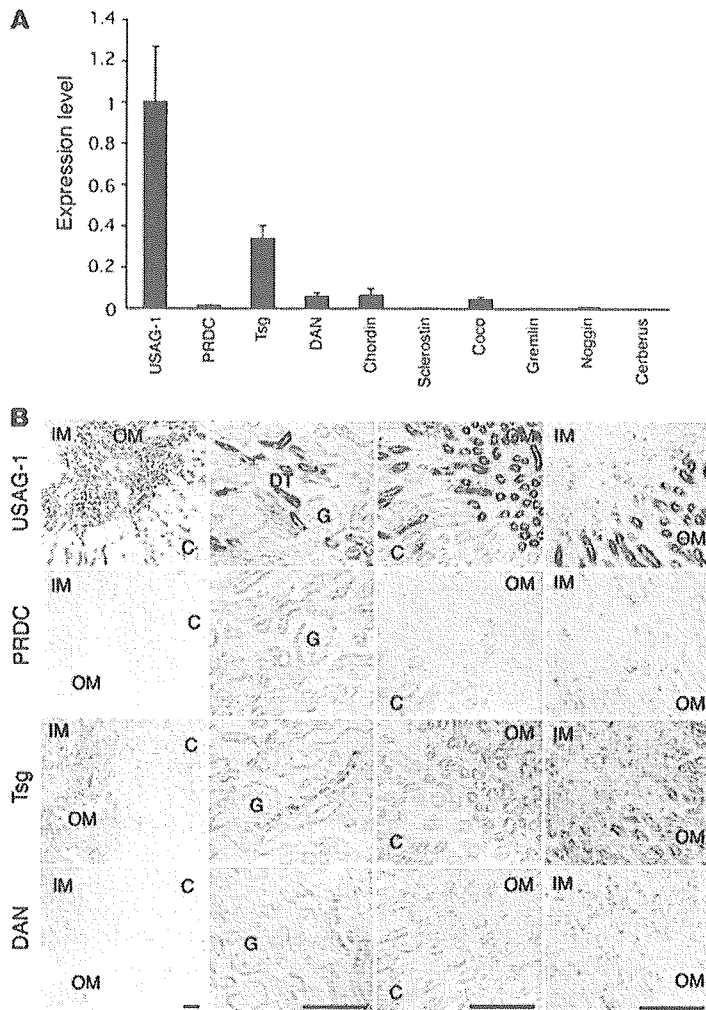 A
Expression level
1.4
1.2
1
0.8
0.6
0.4
0.2
0
USAG-1
PRDC
Tsg
DAN
Chordin
Sclerostin
Coco
Gremlin
Noggin
Cerberus
B
USAG-1
IM OM C
DT G
OM C
IM OM
PRDC
IM C OM
G
OM C
IM OM
Tsg
IM C OM
G
OM C
IM OM
DAN
IM C OM
G
OM C
IM OM